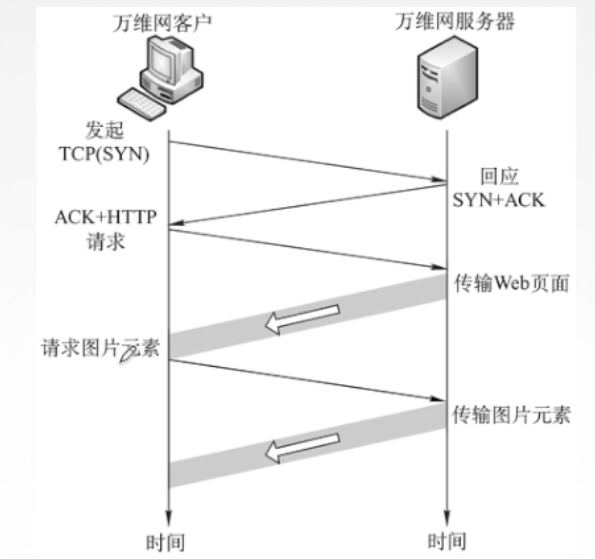 万维网客户
万维网服务器
发起
TCP(SYN)
回应
SYN+ACK
ACK+HTTP
请求
传输Web页面
请求图片元素
传输图片元素
时间
时间